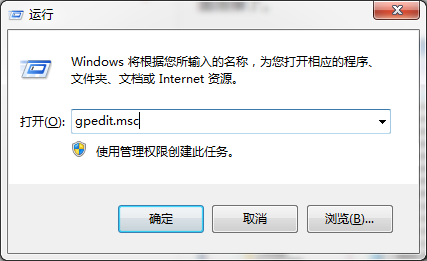 运行
Windows 将根据您所输入的名称，为您打开相应的程序、
文件夹、文档或 Internet 资源。
打开(O):
gpedit.msc
使用管理权限创建此任务。
确定
取消
浏览(B)...